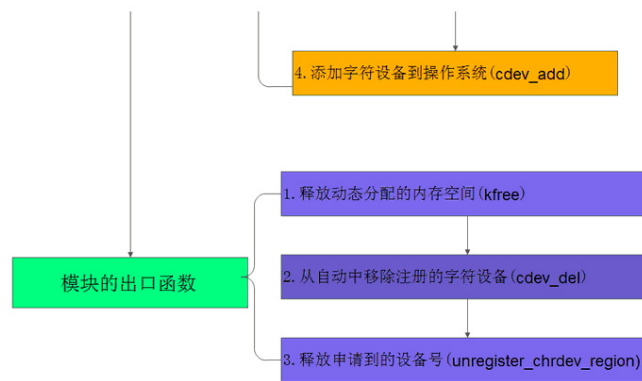 4.添加字符设备到操作系统(cdev_add)
1.释放动态分配的内存空间(kfree)
模块的出口函数
2.从自动中移除注册的字符设备(cdev_del)
3.释放申请到的设备号(unregister_chrdev_region)